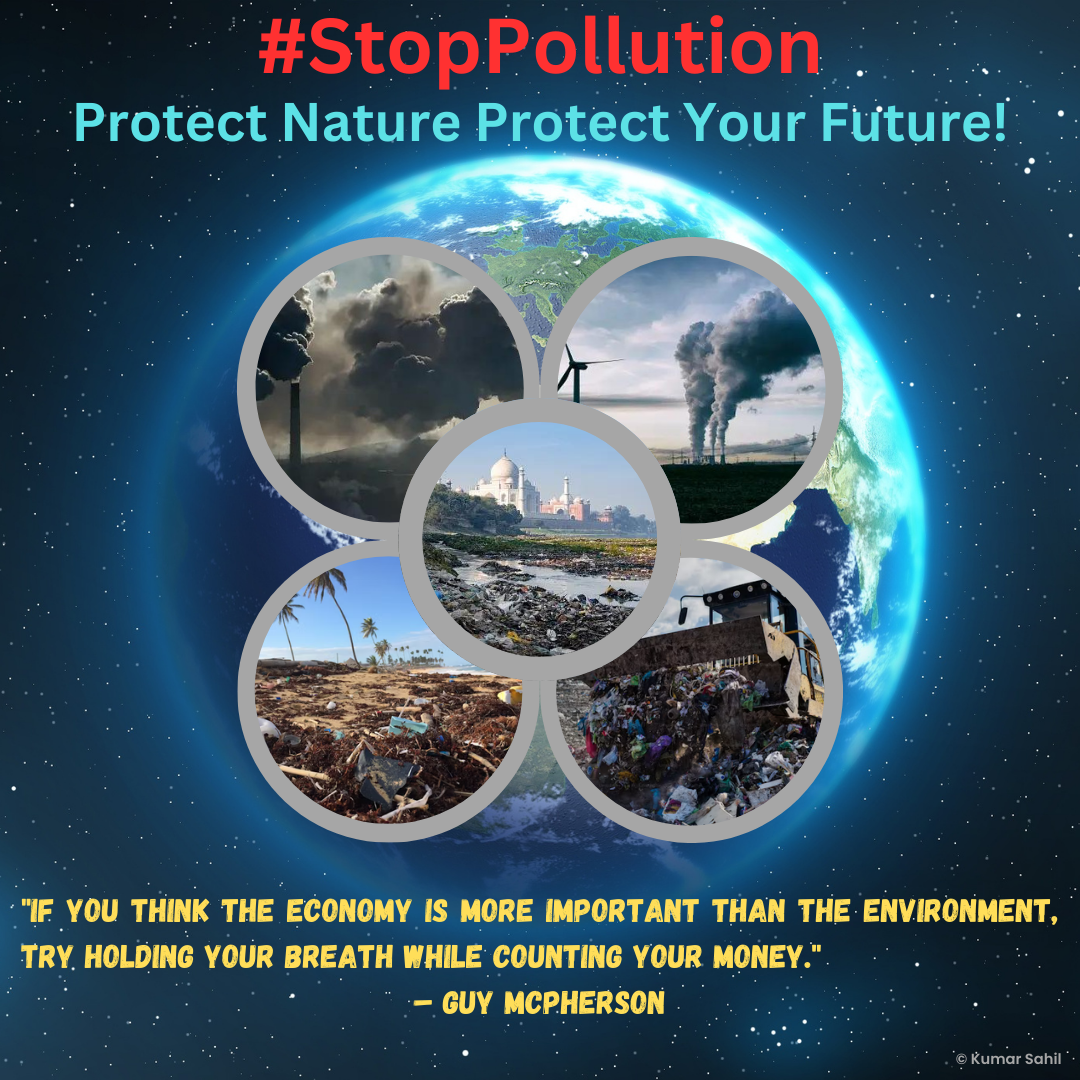 #StopPollution
Protect Nature Protect Your Future!
"IF YOU THINK THE ECONOMY IS MORE IMPORTANT THAN THE ENVIRONMENT,
TRY HOLDING YOUR BREATH WHILE COUNTING YOUR MONEY."
– GUY MCPHERSON
© Kumar Sahil